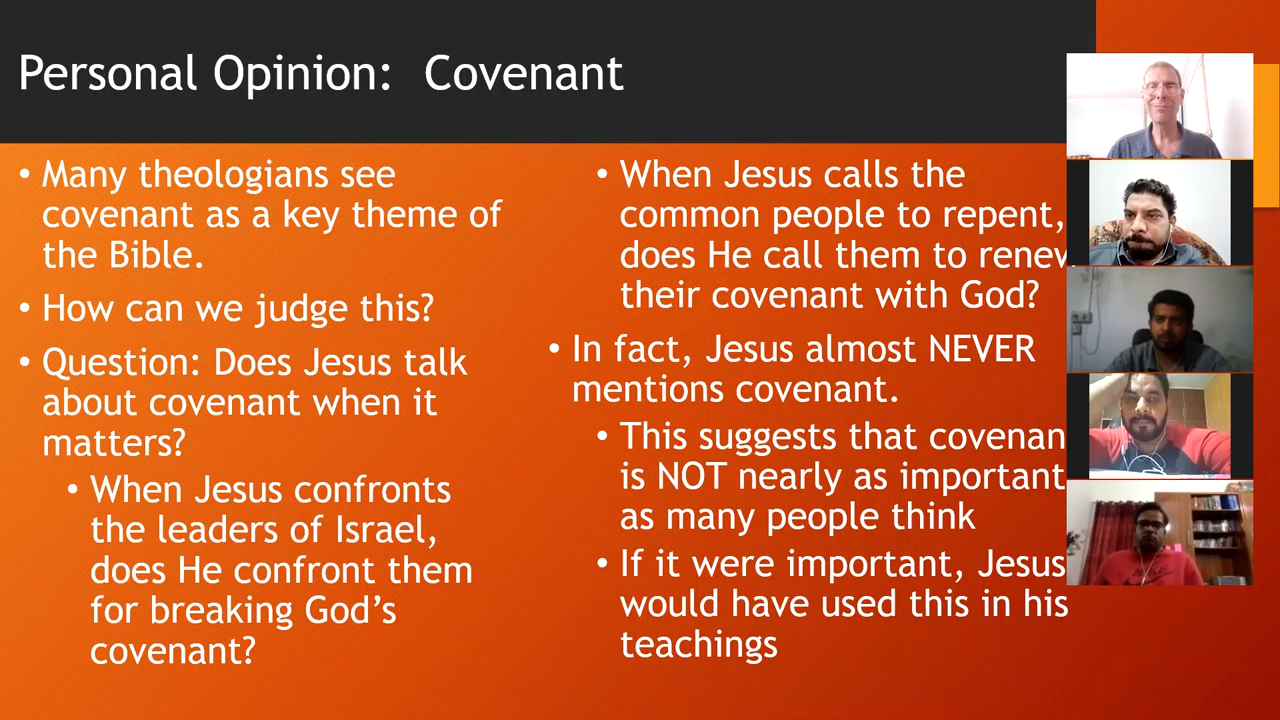 Personal Opinion: Covenant
• Many theologians see
covenant as a key theme of
the Bible.
• How can we judge this?
• Question: Does Jesus talk
about covenant when it
matters?
• When Jesus confronts
the leaders of Israel,
does He confront them
for breaking God’s
covenant?
• When Jesus calls the
common people to repent,
does He call them to renew
their covenant with God?
• In fact, Jesus almost NEVER
mentions covenant.
• This suggests that covenan
is NOT nearly as important
as many people think
• If it were important, Jesus
would have used this in his
teachings